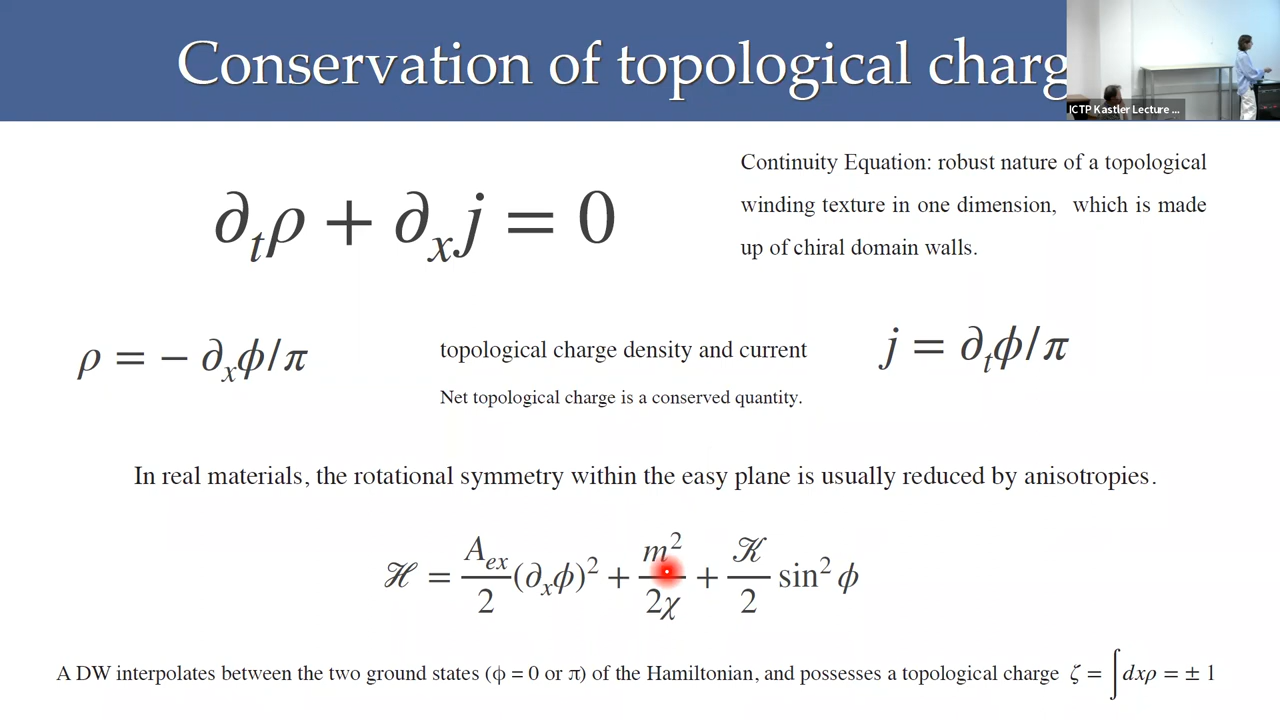 Conservation of topological charg
ICTP Kastler Lecture ...
∂ₜρ + ∂ₓj = 0
Continuity Equation: robust nature of a topological
winding texture in one dimension, which is made
up of chiral domain walls.
ρ = − ∂ₓϕ/π
topological charge density and current
j = ∂ₜϕ/π
Net topological charge is a conserved quantity.
In real materials, the rotational symmetry within the easy plane is usually reduced by anisotropies.
ℋ = A_ex/2 (∂ₓϕ)² + m²/2χ + 𝒦/2 sin² ϕ
A DW interpolates between the two ground states (ϕ = 0 or π) of the Hamiltonian, and possesses a topological charge ζ = ∫dxρ = ± 1